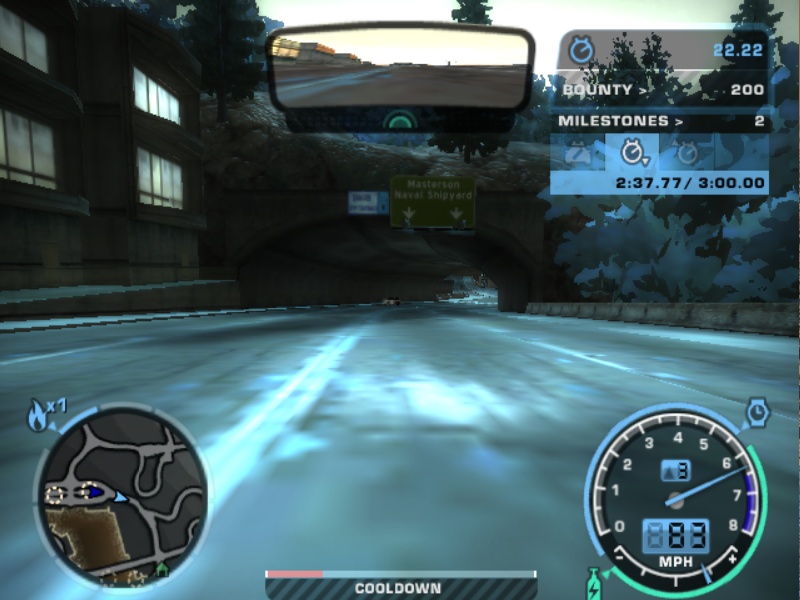 22.22
BOUNTY > 200
MILESTONES > 2
2:37.77/ 3:00.00
Masterson
Naval Shipyard
x1
0 1 2 3 4 5 6 7 8
3
83
MPH
- +
COOLDOWN